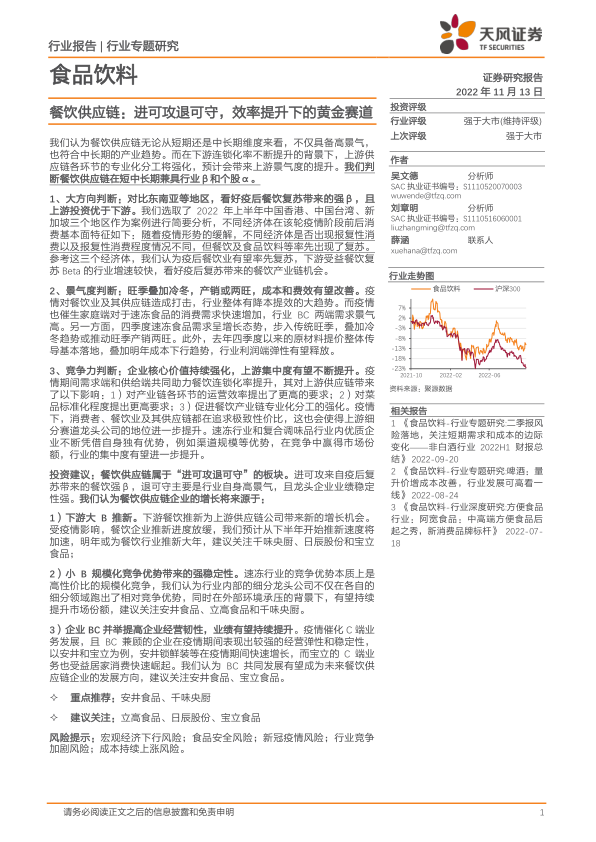 行业报告 | 行业专题研究
天风证券
TF SECURITIES
食品饮料
证券研究报告
2022 年 11 月 13 日
餐饮供应链：进可攻退可守，效率提升下的黄金赛道
我们认为餐饮供应链无论从短期还是中长期维度来看，不仅具备高景气，
也符合中长期的产业趋势。而在下游连锁化率不断提升的背景下，上游供
应链各环节的专业化分工将强化，预计会带来上游景气度的提升。我们判
断餐饮供应链在短中长期兼具行业β和个股α。
1、大方向判断：对比东南亚等地区，看好疫后餐饮复苏带来的强β，且
上游投资优于下游。我们选取了 2022 年上半年中国香港、中国台湾、新
加坡三个地区作为案例进行简要分析，不同经济体在该轮疫情阶段前后消
费基本面特征如下；随着疫情形势的缓解，不同经济体是否出现报复性消
费以及报复性消费程度情况不同，但餐饮及食品饮料等率先出现了复苏。
参考这三个经济体，我们认为疫后餐饮业有望率先复苏，下游受益餐饮复
苏 Beta 的行业增速较快，看好疫后复苏带来的餐饮产业链机会。
2、景气度判断：旺季叠加冷冬，产销或两旺，成本和费效有望改善。疫
情对餐饮业及其供应链造成打击，行业整体有降本提效的大趋势。而疫情
也催生家庭端对于速冻食品的消费需求快速增加，行业 BC 两端需求景气
高。另一方面，四季度速冻食品需求呈增长态势，步入传统旺季，叠加冷
冬趋势或推动旺季产销两旺。此外，去年四季度以来的原材料提价整体传
导基本落地，叠加明年成本下行趋势，行业利润端弹性有望释放。
3、竞争力判断：企业核心价值持续强化，上游集中度有望不断提升。疫
情期间需求端和供给端共同助力餐饮连锁化率提升，其对上游供应链带来
了以下影响；1）对产业链各环节的运营效率提出了更高的要求；2）对菜
品标准化程度提出更高要求；3）促进餐饮产业链专业化分工的强化。疫情
下，消费者、餐饮业及其供应链都在追求极致性价比，这也会使得上游细
分赛道龙头公司的地位进一步提升。速冻行业和复合调味品行业内优质企
业不断凭借自身独有优势，例如渠道规模等优势，在竞争中赢得市场份
额，行业的集中度有望进一步提升。
投资建议：餐饮供应链属于“进可攻退可守”的板块。进可攻来自疫后复
苏带来的餐饮强β，退可守主要是行业自身高景气，且龙头企业业绩稳定
性强。我们认为餐饮供应链企业的增长将来源于；
1）下游大 B 推新。下游餐饮推新为上游供应链公司带来新的增长机会。
受疫情影响，餐饮企业推新进度放缓，我们预计从下半年开始推新速度将
加速，明年或为餐饮行业推新大年，建议关注千味央厨、日辰股份和宝立
食品；
2）小 B 规模化竞争优势带来的强稳定性。速冻行业的竞争优势本质上是
高性价比的规模化竞争，我们认为行业内部的细分龙头公司不仅在各自的
细分领域跑出了相对竞争优势，同时在外部环境承压的背景下，有望持续
提升市场份额，建议关注安井食品、立高食品和千味央厨。
3）企业 BC 并举提高企业经营韧性，业绩有望持续提升。疫情催化 C 端业
务发展，且 BC 兼顾的企业在疫情期间表现出较强的经营弹性和稳定性，
以安井和宝立为例，安井锁鲜装等在疫情期间快速增长，而宝立的 C 端业
务也受益居家消费快速崛起。我们认为 BC 共同发展有望成为未来餐饮供
应链企业的发展方向，建议关注安井食品、宝立食品。
✧ 重点推荐：安井食品、千味央厨
✧ 建议关注：立高食品、日辰股份、宝立食品
风险提示：宏观经济下行风险；食品安全风险；新冠疫情风险；行业竞争
加剧风险；成本持续上涨风险。
投资评级
行业评级 强于大市(维持评级)
上次评级 强于大市
作者
吴文德 分析师
SAC 执业证书编号：S1110520070003
wuwende@tfzq.com
刘章明 分析师
SAC 执业证书编号：S1110516060001
liuzhangming@tfzq.com
薛涵 联系人
xuehana@tfzq.com
行业走势图
食品饮料 沪深300
7%
2%
-3%
-8%
-13%
-18%
-23%
2021-10 2022-02 2022-06
资料来源：聚源数据
相关报告
1 《食品饮料-行业专题研究:二季报风
险落地，关注短期需求和成本的边际
变化——非白酒行业 2022H1 财报总
结》 2022-09-20
2 《食品饮料-行业专题研究:啤酒：量
升价增成本改善，行业发展可高看一
线》 2022-08-24
3 《食品饮料-行业深度研究:方便食品
行业；阿宽食品：中高端方便食品后
起之秀，新消费品牌标杆》 2022-07-
18
请务必阅读正文之后的信息披露和免责申明
1